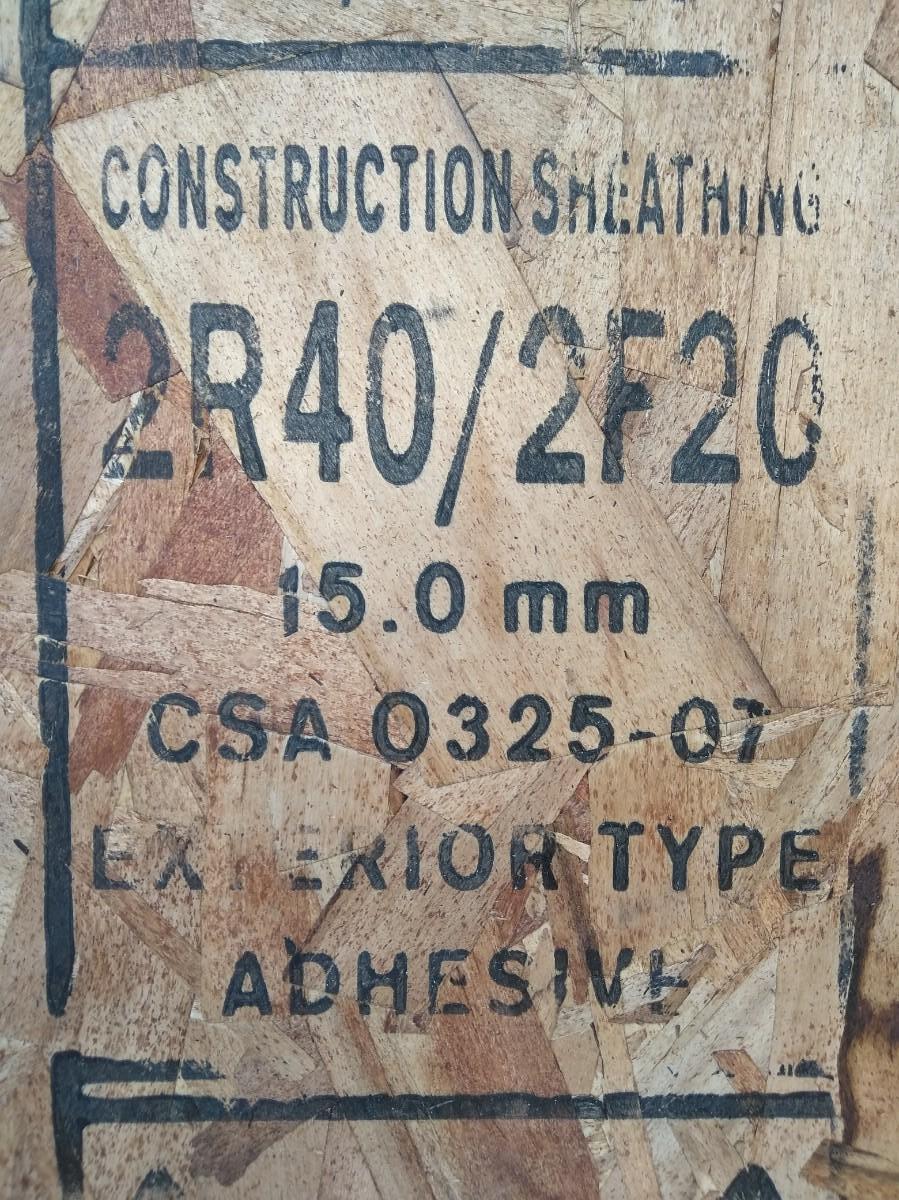 CONSTRUCTION SHEATHING
2R40/2F20
15.0 mm
CSA O325-07
EXTERIOR TYPE
ADHESIVE